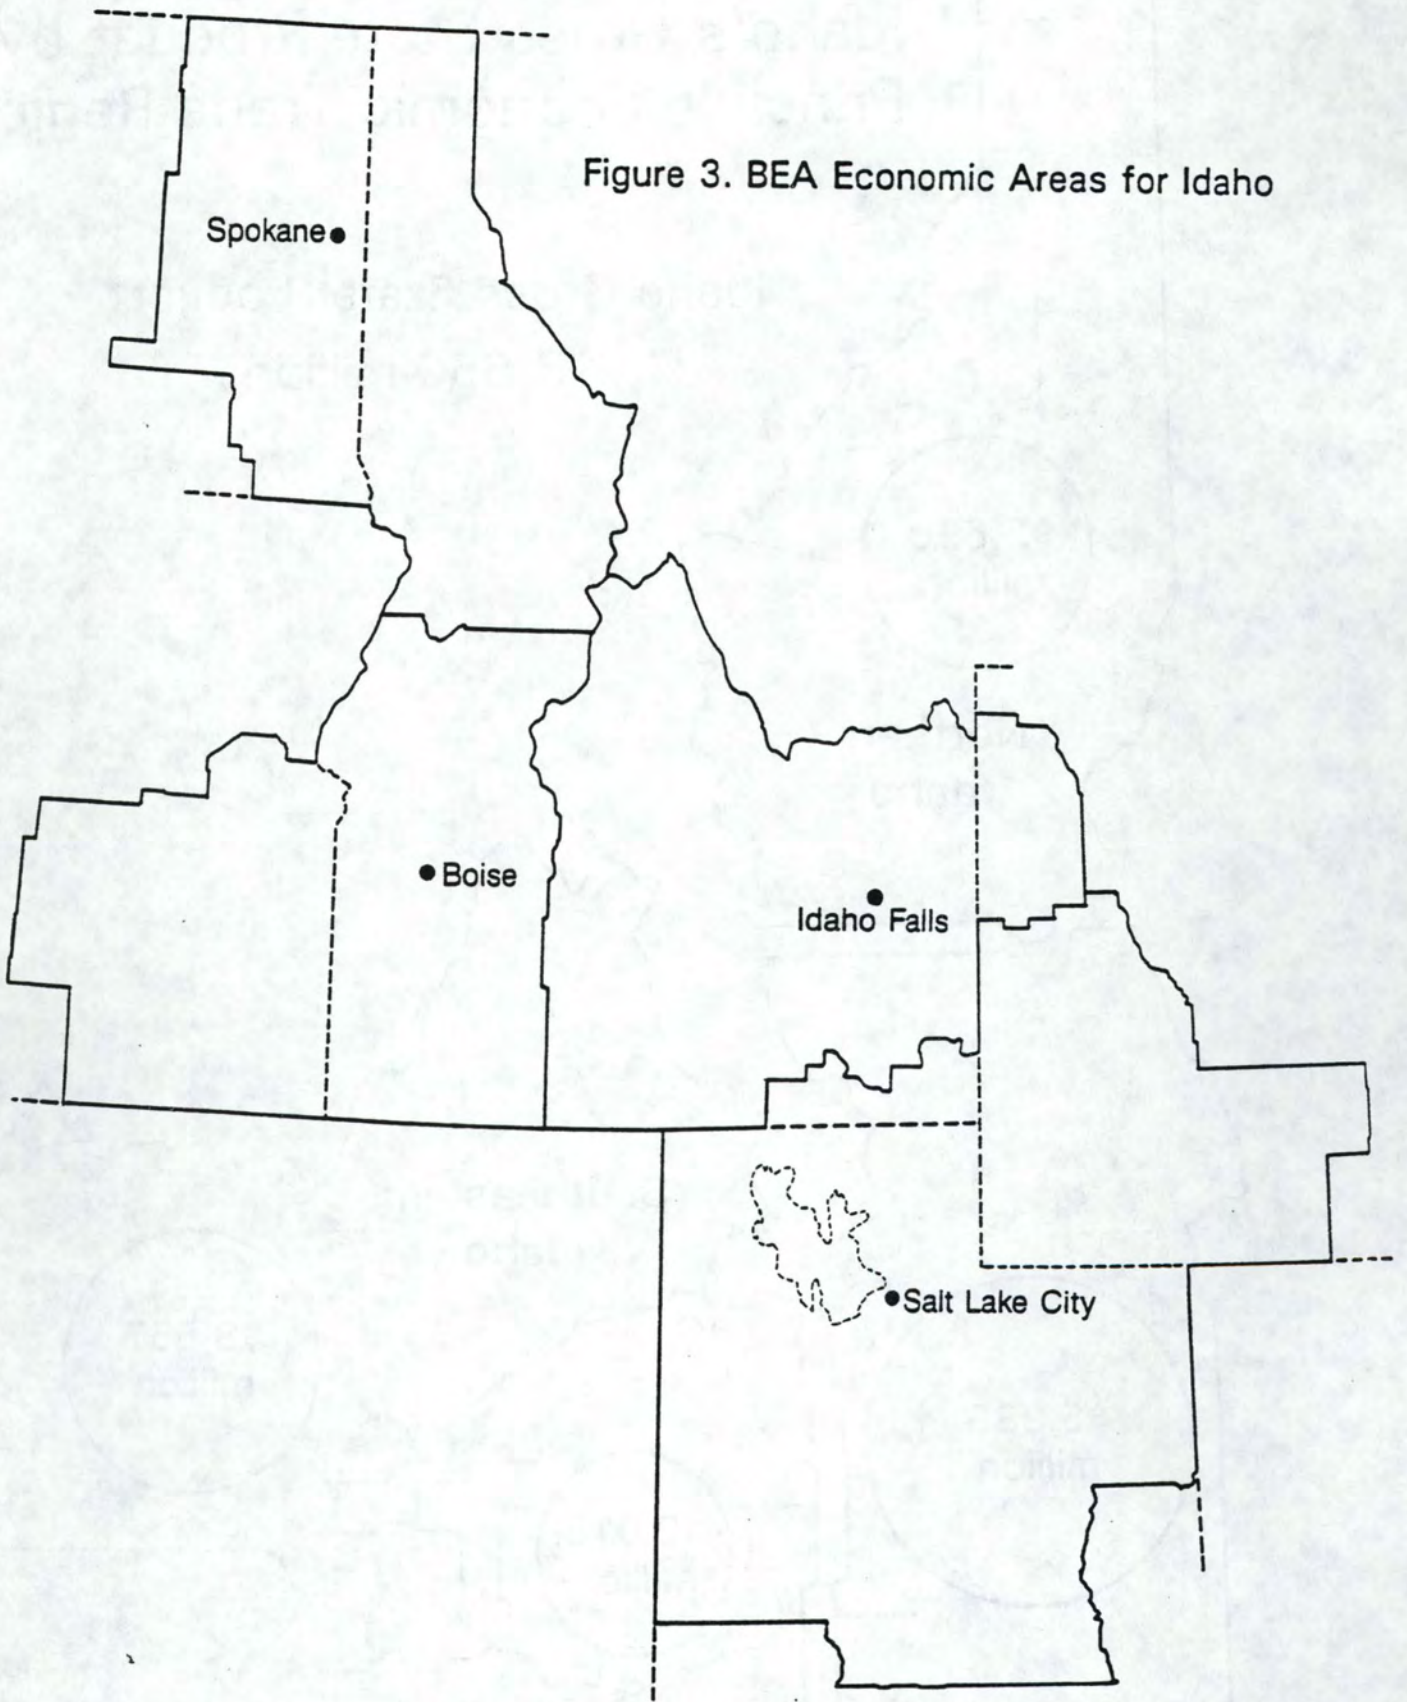 Figure 3. BEA Economic Areas for Idaho
Spokane
Boise
Idaho Falls
Salt Lake City